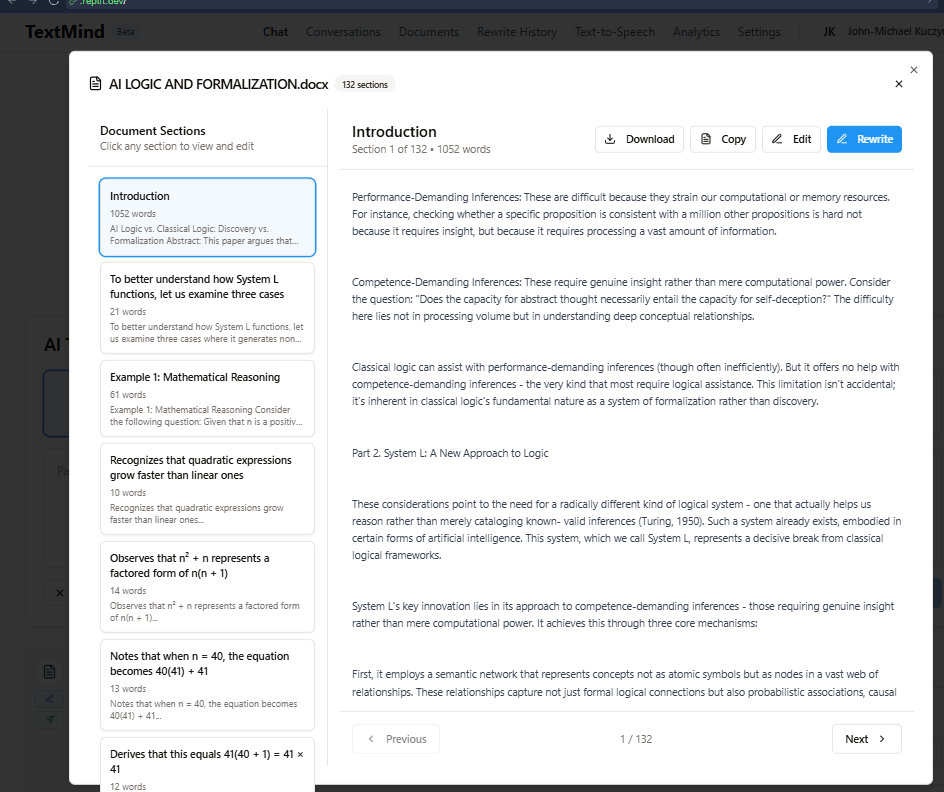 .replit.dev/
TextMind Beta Chat Conversations Documents Rewrite History Text-to-Speech Analytics Settings JK John-Michael
AI LOGIC AND FORMALIZATION.docx 132 sections
Document Sections
Click any section to view and edit
Introduction
1052 words
AI Logic vs. Classical Logic: Discovery vs.
Formalization Abstract: This paper argues that...
To better understand how System L
functions, let us examine three cases
21 words
To better understand how System L functions, let
us examine three cases where it generates non...
Example 1: Mathematical Reasoning
61 words
Example 1: Mathematical Reasoning Consider
the following question: Given that n is a positiv...
Recognizes that quadratic expressions
grow faster than linear ones
10 words
Recognizes that quadratic expressions grow
faster than linear ones...
Observes that n² + n represents a
factored form of n(n + 1)
14 words
Observes that n² + n represents a factored form
of n(n + 1)...
Notes that when n = 40, the equation
becomes 40(41) + 41
13 words
Notes that when n = 40, the equation becomes
40(41) + 41...
Derives that this equals 41(40 + 1) = 41 ×
41
12 words
Introduction
Section 1 of 132 • 1052 words
Download Copy Edit Rewrite
Performance-Demanding Inferences: These are difficult because they strain our computational or memory resources.
For instance, checking whether a specific proposition is consistent with a million other propositions is hard not
because it requires insight, but because it requires processing a vast amount of information.
Competence-Demanding Inferences: These require genuine insight rather than mere computational power. Consider
the question: "Does the capacity for abstract thought necessarily entail the capacity for self-deception?" The difficulty
here lies not in processing volume but in understanding deep conceptual relationships.
Classical logic can assist with performance-demanding inferences (though often inefficiently). But it offers no help with
competence-demanding inferences - the very kind that most require logical assistance. This limitation isn't accidental;
it's inherent in classical logic's fundamental nature as a system of formalization rather than discovery.
Part 2. System L: A New Approach to Logic
These considerations point to the need for a radically different kind of logical system - one that actually helps us
reason rather than merely cataloging known- valid inferences (Turing, 1950). Such a system already exists, embodied in
certain forms of artificial intelligence. This system, which we call System L, represents a decisive break from classical
logical frameworks.
System L's key innovation lies in its approach to competence-demanding inferences - those requiring genuine insight
rather than mere computational power. It achieves this through three core mechanisms:
First, it employs a semantic network that represents concepts not as atomic symbols but as nodes in a vast web of
relationships. These relationships capture not just formal logical connections but also probabilistic associations, causal
Previous 1 / 132 Next
AI